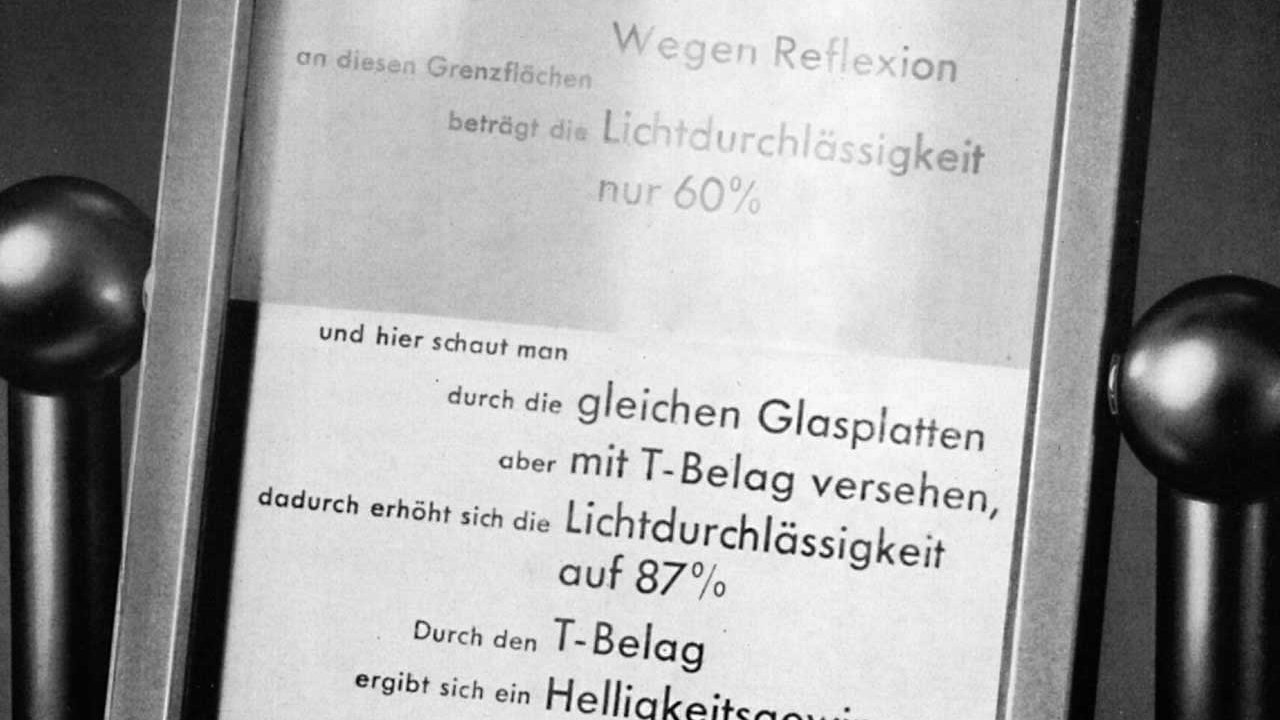 Wegen Reflexion
an diesen Grenzflächen
beträgt die Lichtdurchlässigkeit
nur 60%
und hier schaut man
durch die gleichen Glasplatten
aber mit T-Belag versehen,
dadurch erhöht sich die Lichtdurchlässigkeit
auf 87%
Durch den T-Belag
ergibt sich ein